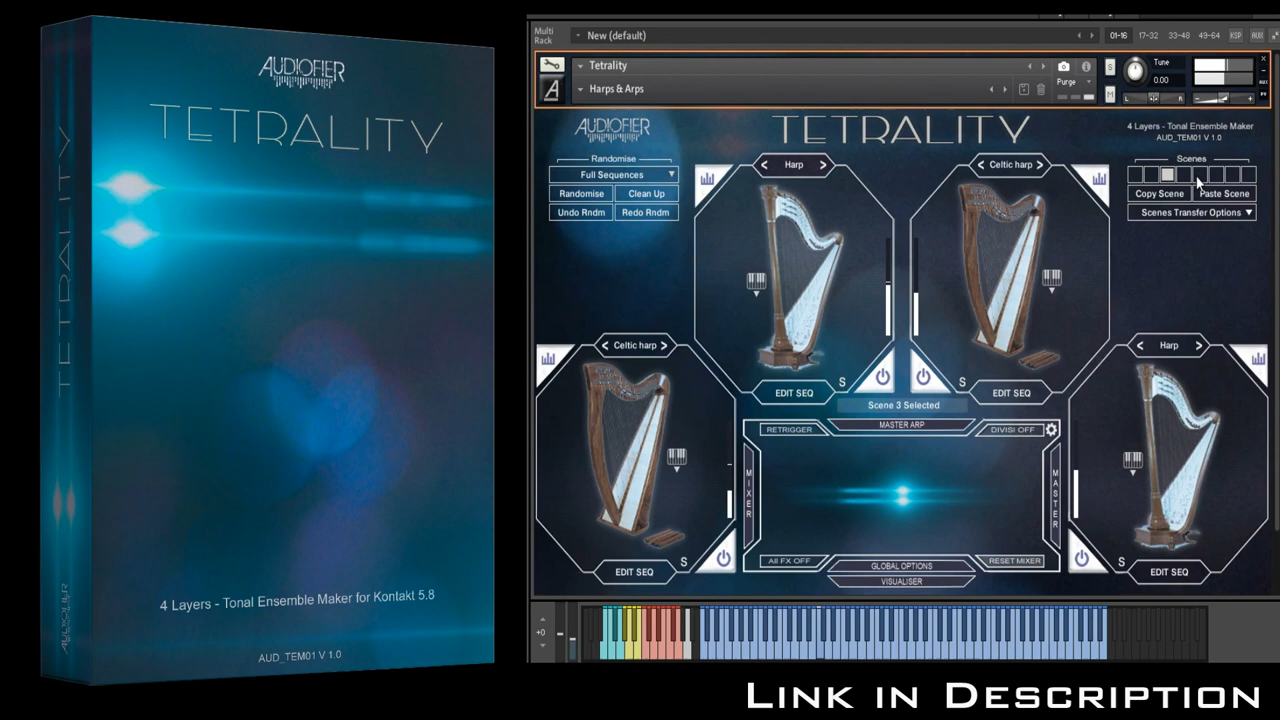 AUDIOFIER
TETRALITY
TETRALITY
AUDIOFIER
4 Layers - Tonal Ensemble Maker for Kontakt 5.8
AUD_TEM01 V 1.0
Multi
Rack
New (default)
01-16 17-32 33-48 49-64 KSP AUX
Tetrality
Harps & Arps
Purge
S
M
Tune
0.00
L R
AUX
PV
AUDIOFIER
TETRALITY
4 Layers - Tonal Ensemble Maker
AUD_TEM01 V 1.0
Randomise
Full Sequences
Randomise Clean Up
Undo Rndm Redo Rndm
Harp
Celtic harp
Scenes
Copy Scene Paste Scene
Scenes Transfer Options
Celtic harp
Harp
EDIT SEQ S
S EDIT SEQ
Scene 3 Selected
RETRIGGER MASTER ARP DIVISI OFF
MIXER
MASTER
All FX OFF GLOBAL OPTIONS RESET MIXER
VISUALISER
EDIT SEQ S
S EDIT SEQ
+0
Link in Description